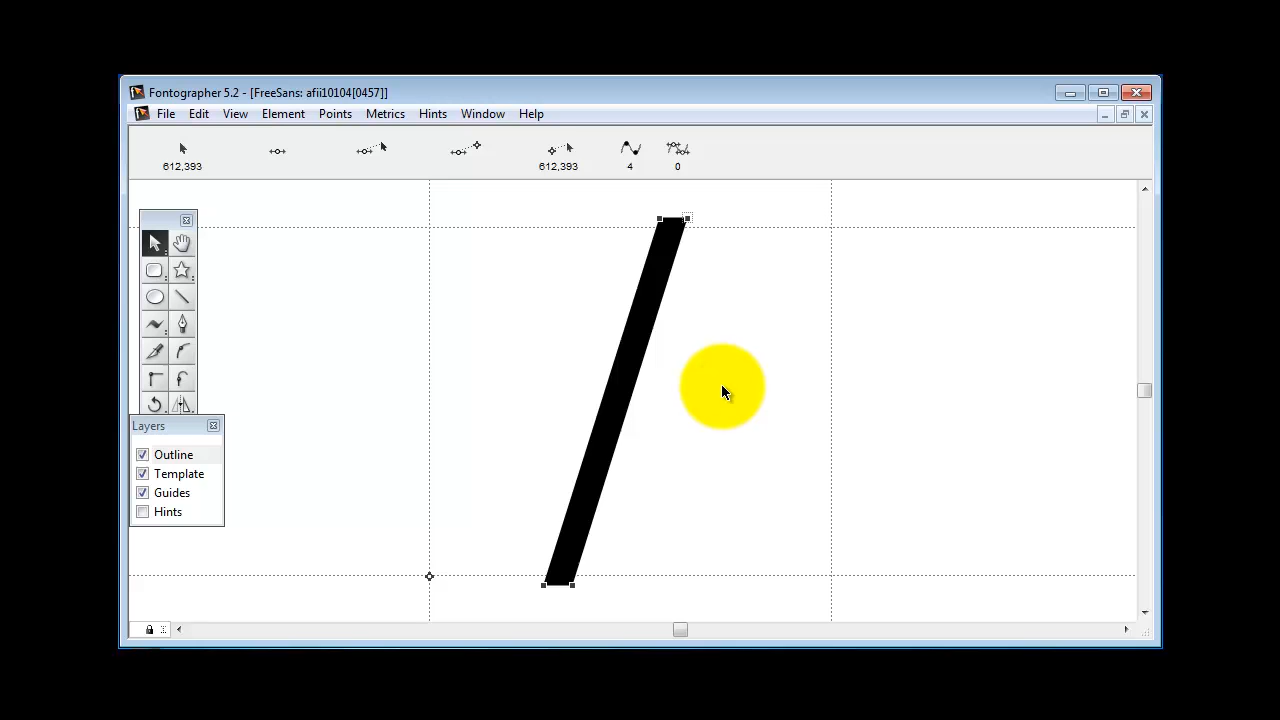 Fontographer 5.2 - [FreeSans: afii10104[0457]]
File Edit View Element Points Metrics Hints Window Help
612,393 612,393 4 0
Layers
Outline
Template
Guides
Hints